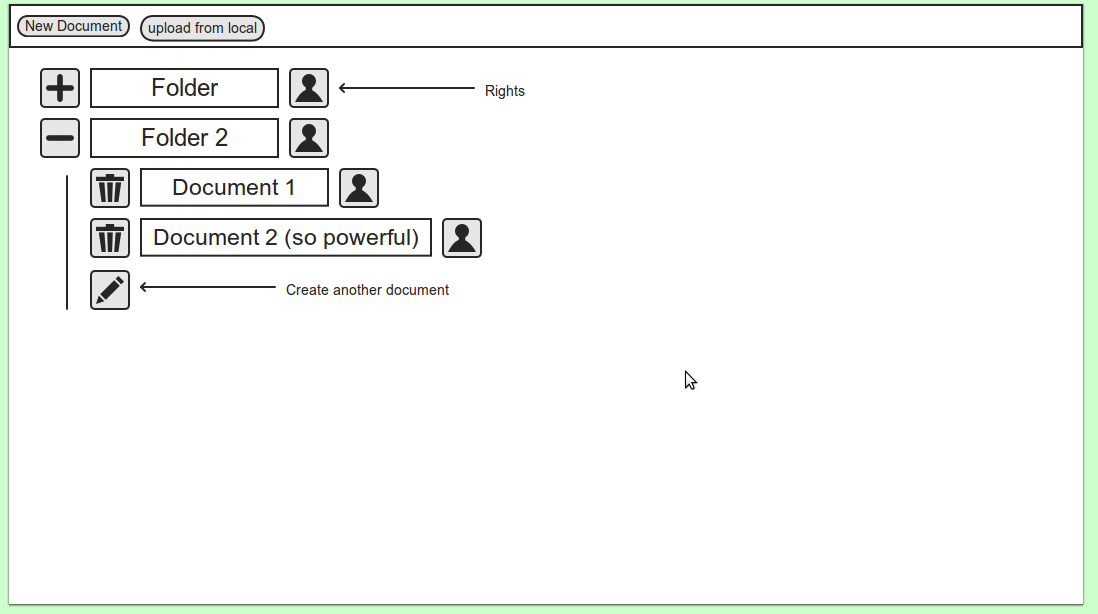 New Document
upload from local
Folder
Rights
Folder 2
Document 1
Document 2 (so powerful)
Create another document